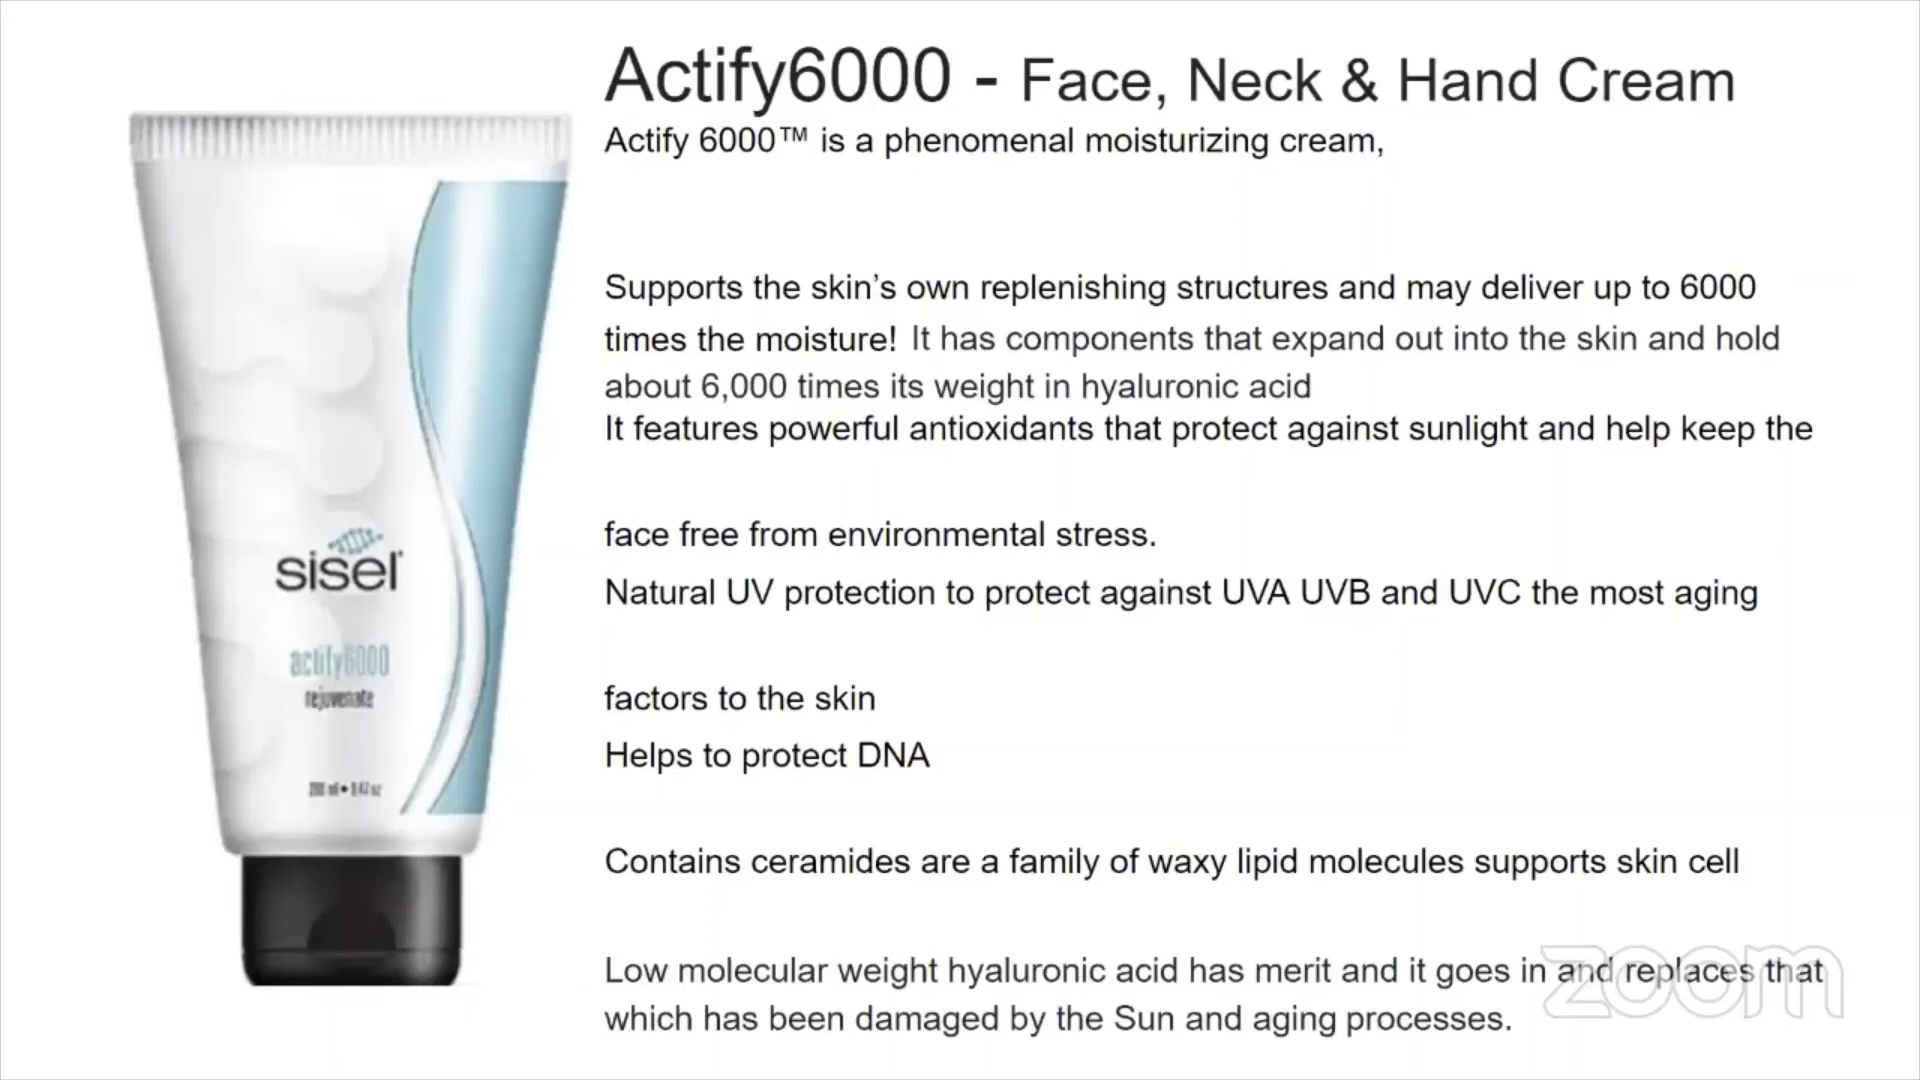 Actify6000 - Face, Neck & Hand Cream
Actify 6000™ is a phenomenal moisturizing cream,
Supports the skin’s own replenishing structures and may deliver up to 6000
times the moisture! It has components that expand out into the skin and hold
about 6,000 times its weight in hyaluronic acid
It features powerful antioxidants that protect against sunlight and help keep the
face free from environmental stress.
Natural UV protection to protect against UVA UVB and UVC the most aging
factors to the skin
Helps to protect DNA
Contains ceramides are a family of waxy lipid molecules supports skin cell
Low molecular weight hyaluronic acid has merit and it goes in and replaces that
which has been damaged by the Sun and aging processes.
sisel
actify6000
rejuvenate
zoom